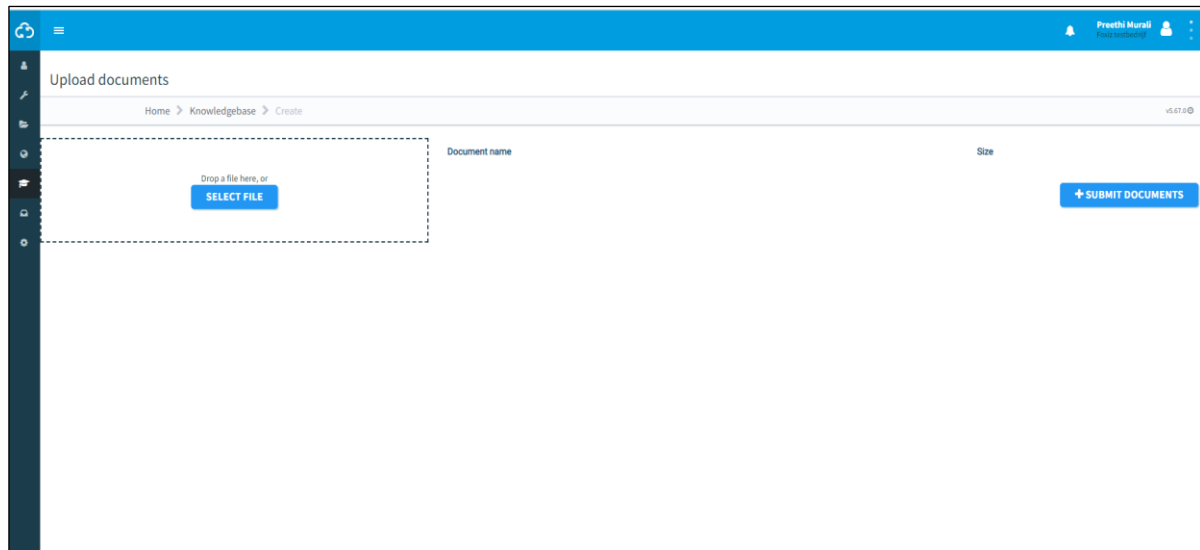 Preethi Murali
Foxiz testbedrijf
Upload documents
Home > Knowledgebase > Create
v5.67.0
Drop a file here, or
SELECT FILE
Document name
Size
+ SUBMIT DOCUMENTS